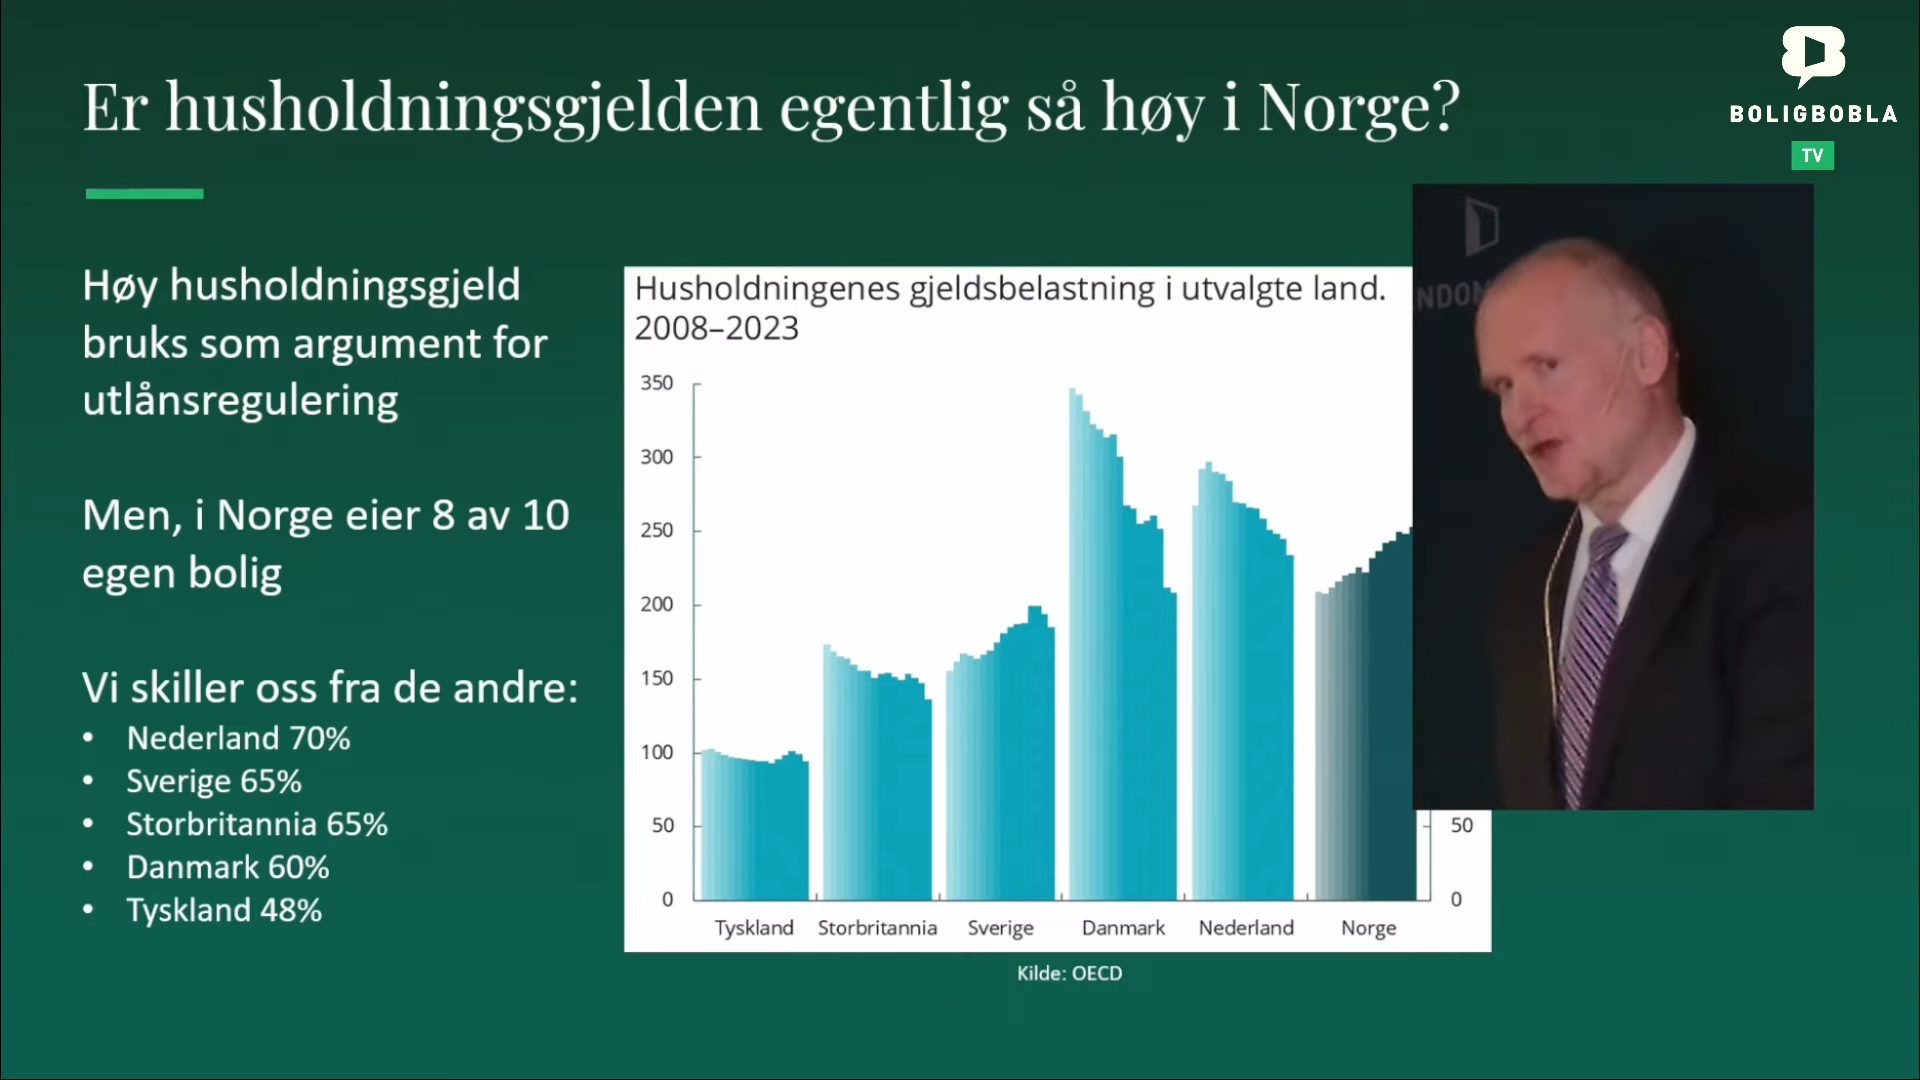 Er husholdningsgjelden egentlig så høy i Norge?
BOLIGBOBLA
TV
Høy husholdningsgjeld
bruks som argument for
utlånsregulering
Men, i Norge eier 8 av 10
egen bolig
Vi skiller oss fra de andre:
• Nederland 70%
• Sverige 65%
• Storbritannia 65%
• Danmark 60%
• Tyskland 48%
Husholdningenes gjeldsbelastning i utvalgte land.
2008–2023
350
300
250
200
150
100
50
0
50
0
Tyskland Storbritannia Sverige Danmark Nederland Norge
Kilde: OECD